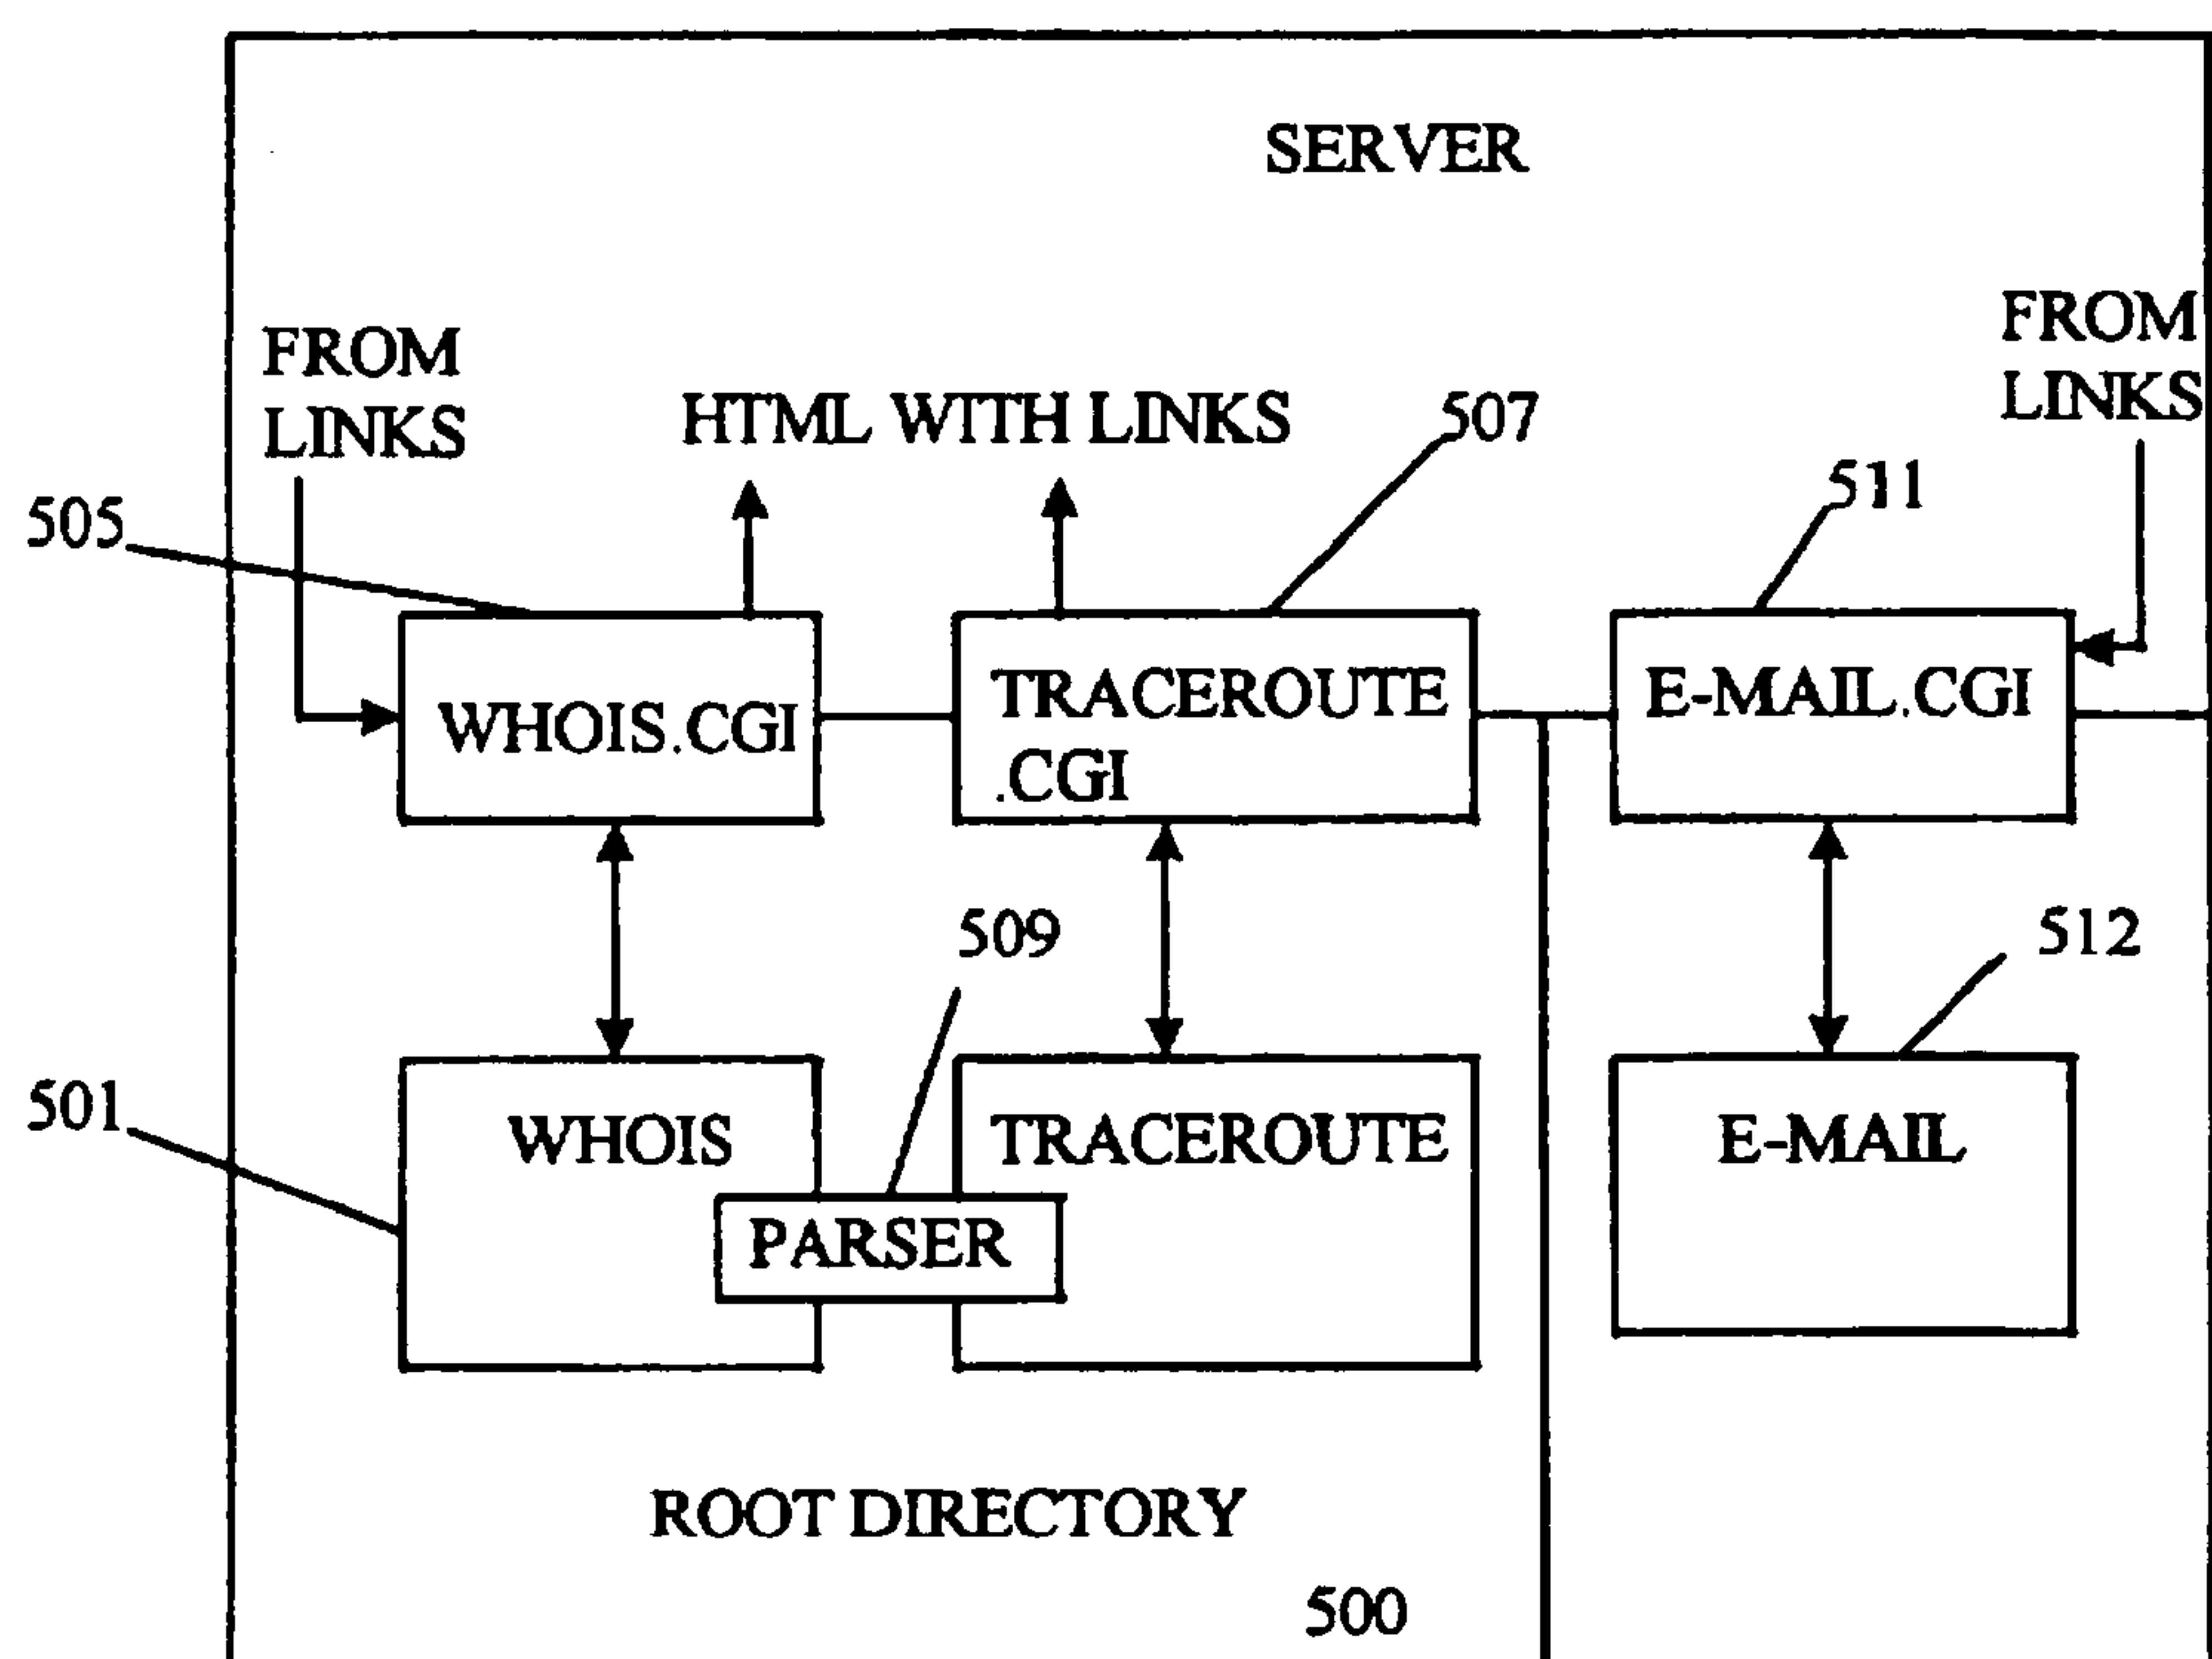 SERVER
FROM
LINKS
HTML WITH LINKS
507
FROM
LINKS
505
511
WHOIS.CGI
TRACEROUTE
.CGI
E-MAIL.CGI
509
512
501
WHOIS
TRACEROUTE
E-MAIL
PARSER
ROOT DIRECTORY
500